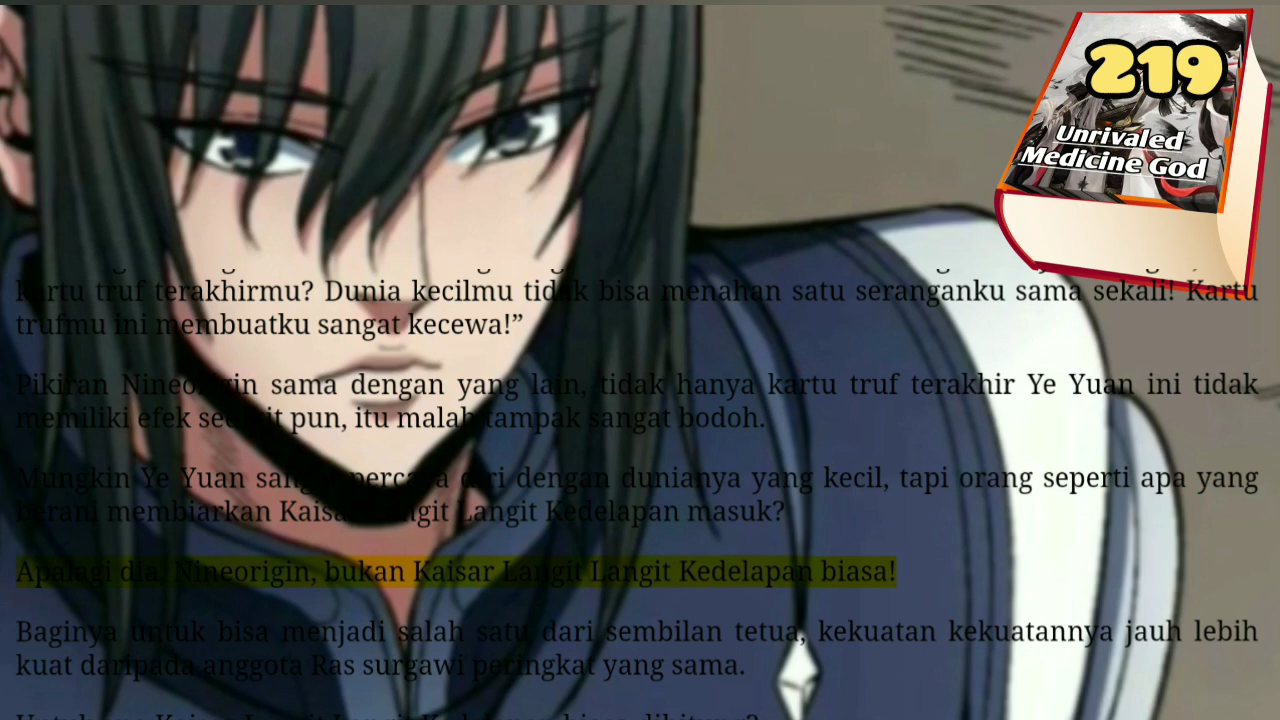 219
Unrivaled
Medicine God
kartu truf terakhirmu? Dunia kecilmu tidak bisa menahan satu seranganku sama sekali! Kartu
trufmu ini membuatku sangat kecewa!”
Pikiran Nineorigin sama dengan yang lain, tidak hanya kartu truf terakhir Ye Yuan ini tidak
memiliki efek sedikit pun, itu malah tampak sangat bodoh.
Mungkin Ye Yuan sangat percaya diri dengan dunianya yang kecil, tapi orang seperti apa yang
berani membiarkan Kaisar Langit Langit Kedelapan masuk?
Apalagi dia, Nineorigin, bukan Kaisar Langit Langit Kedelapan biasa!
Baginya untuk bisa menjadi salah satu dari sembilan tetua, kekuatan kekuatannya jauh lebih
kuat daripada anggota Ras surgawi peringkat yang sama.